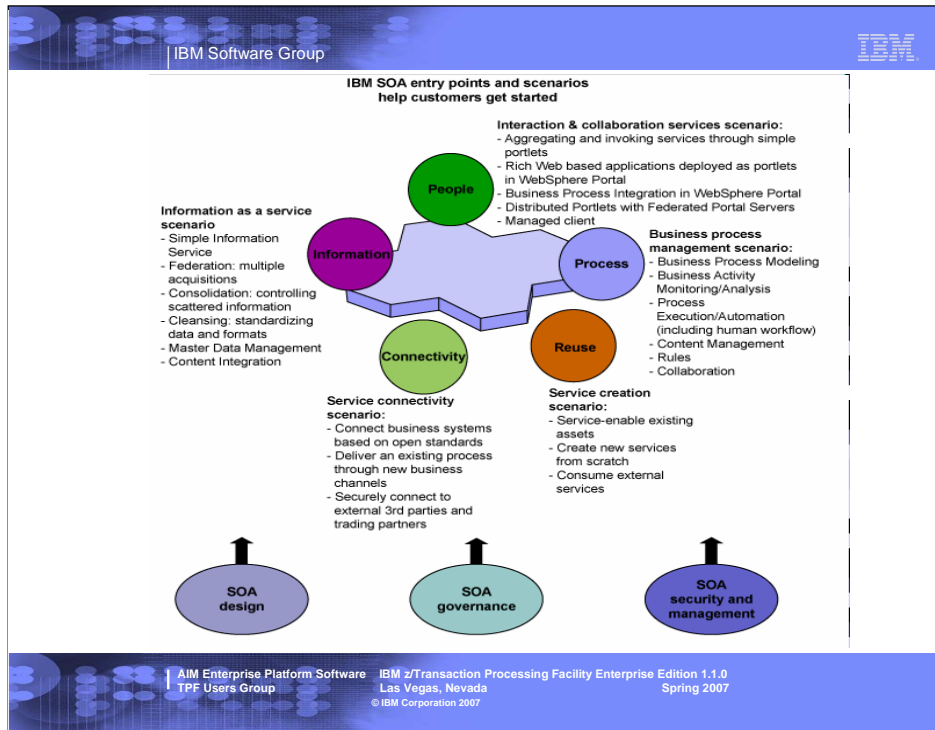 IBM Software Group
IBM.
IBM SOA entry points and scenarios
help customers get started
Interaction & collaboration services scenario:
- Aggregating and invoking services through simple
portlets
- Rich Web based applications deployed as portlets
in WebSphere Portal
- Business Process Integration in WebSphere Portal
- Distributed Portlets with Federated Portal Servers
- Managed client
People
Information as a service
scenario
- Simple Information
Service
- Federation: multiple
acquisitions
- Consolidation: controlling
scattered information
- Cleansing: standardizing
data and formats
- Master Data Management
- Content Integration
Information
Process
Business process
management scenario:
- Business Process Modeling
- Business Activity
Monitoring/Analysis
- Process
Execution/Automation
(including human workflow)
- Content Management
- Rules
- Collaboration
Connectivity
Reuse
Service connectivity
scenario:
- Connect business systems
based on open standards
- Deliver an existing process
through new business
channels
- Securely connect to
external 3rd parties and
trading partners
Service creation
scenario:
- Service-enable existing
assets
- Create new services
from scratch
- Consume external
services
SOA
design
SOA
governance
SOA
security and
management
AIM Enterprise Platform Software IBM z/Transaction Processing Facility Enterprise Edition 1.1.0
TPF Users Group Las Vegas, Nevada Spring 2007
© IBM Corporation 2007